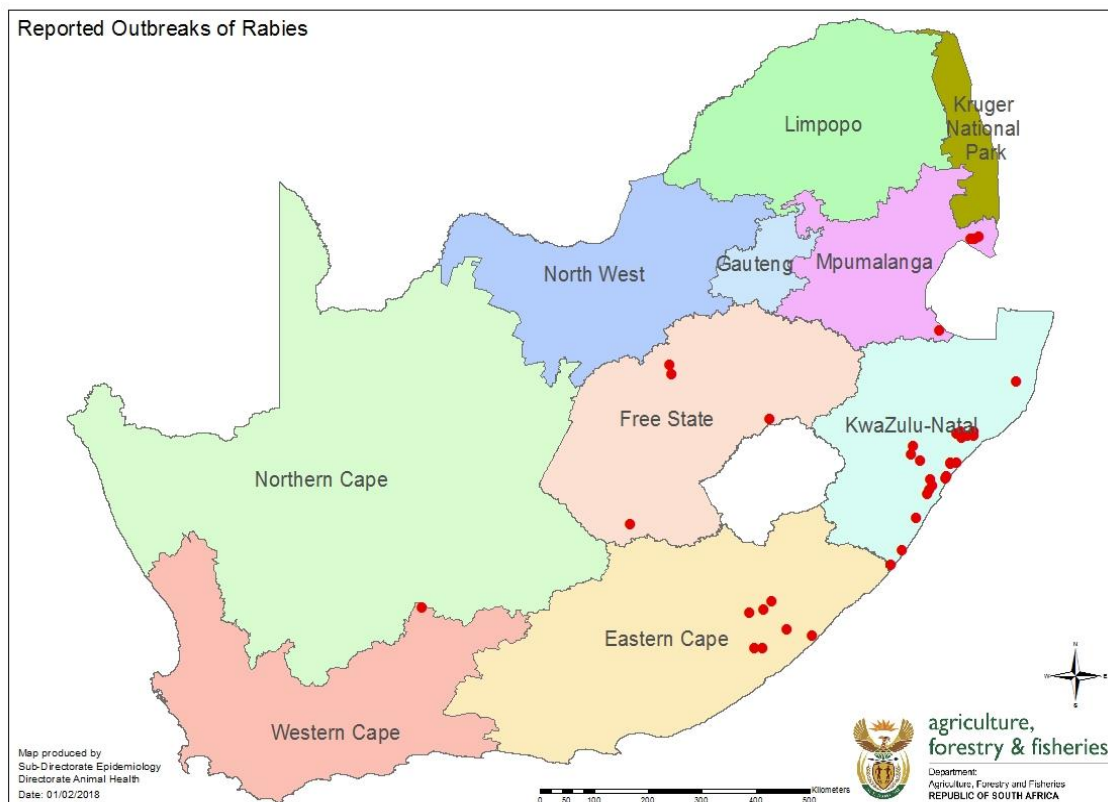 Reported Outbreaks of Rabies
Limpopo
Kruger
National
Park
North West
Gauteng
Mpumalanga
Free State
KwaZulu-Natal
Northern Cape
Eastern Cape
Western Cape
N
W
E
S
Map produced by
Sub-Directorate Epidemiology
Directorate Animal Health
Date: 01/02/2018
Kilometers
0 50 100 200 300 400 500
agriculture,
forestry & fisheries
Department:
Agriculture, Forestry and Fisheries
REPUBLIC OF SOUTH AFRICA